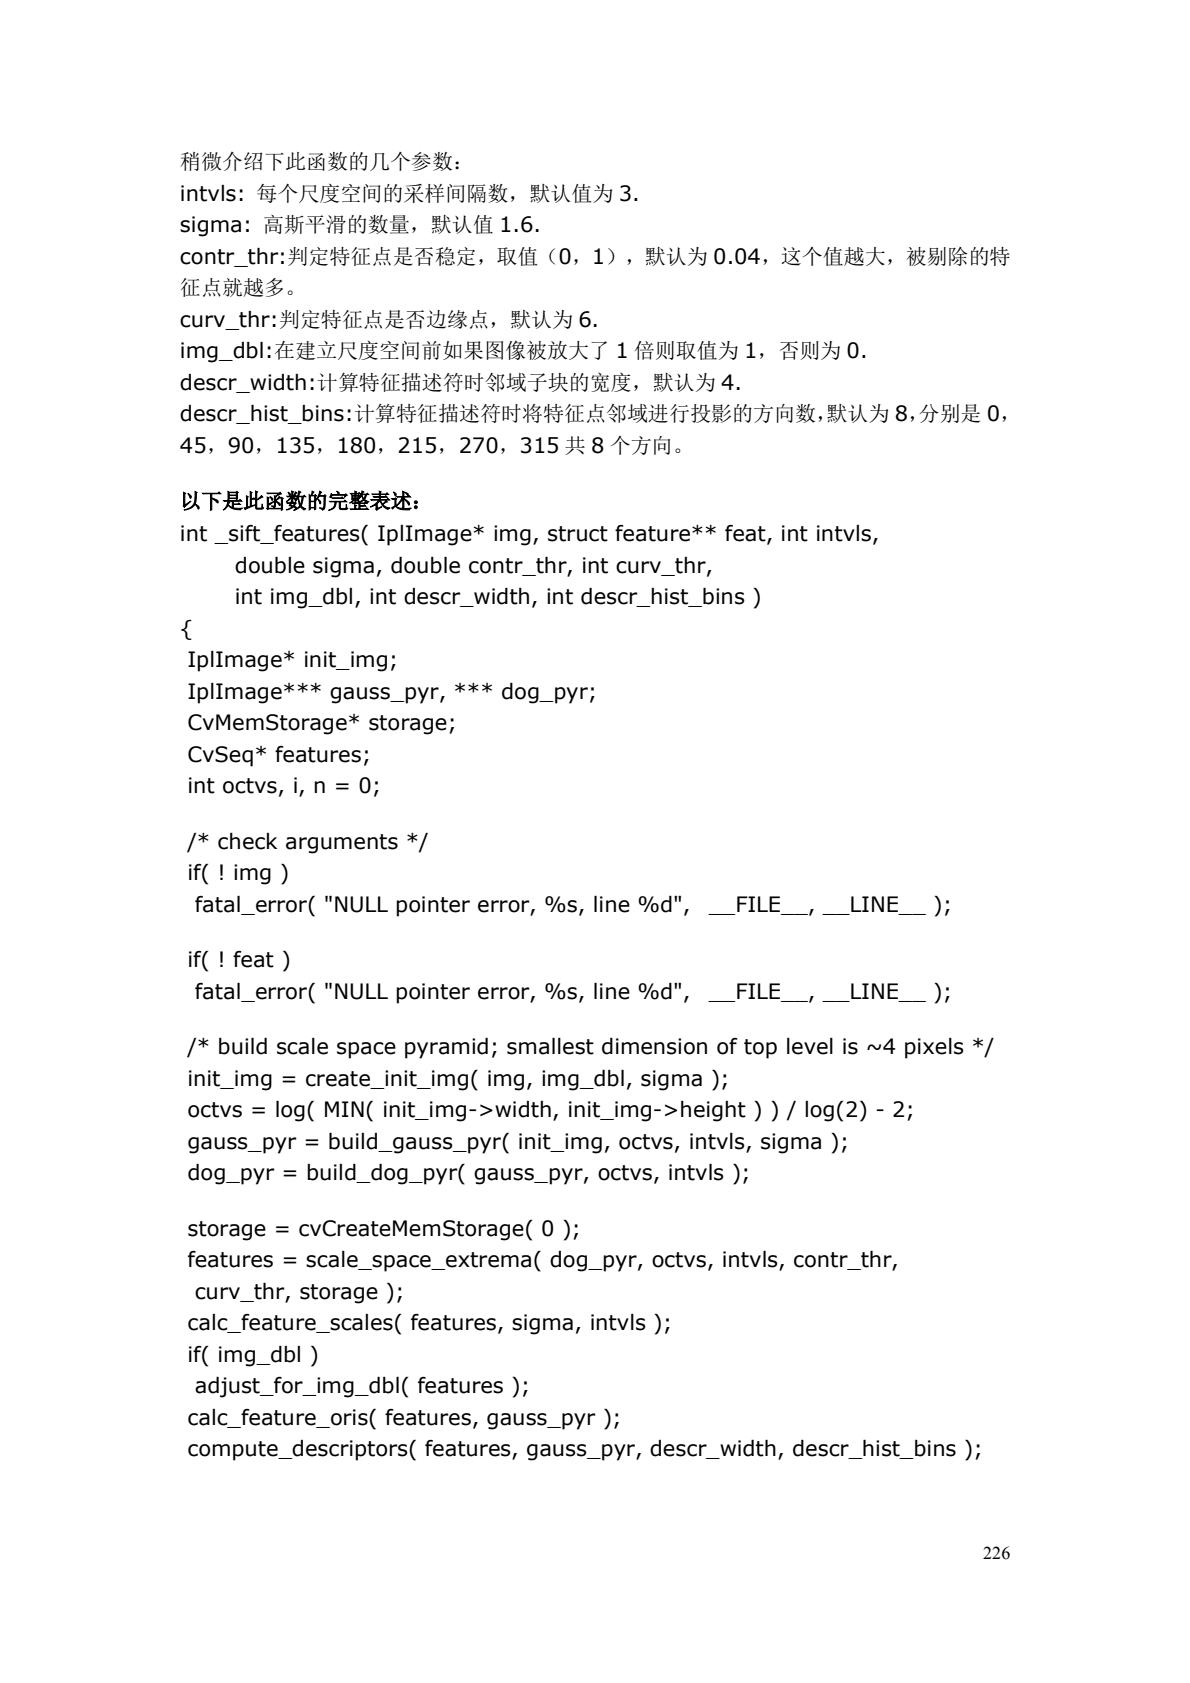 稍微介绍下此函数的几个参数：
intvls: 每个尺度空间的采样间隔数，默认值为 3.
sigma: 高斯平滑的数量，默认值 1.6.
contr_thr:判定特征点是否稳定，取值（0，1），默认为 0.04，这个值越大，被剔除的特
征点就越多。
curv_thr:判定特征点是否边缘点，默认为 6.
img_dbl:在建立尺度空间前如果图像被放大了 1 倍则取值为 1，否则为 0.
descr_width:计算特征描述符时邻域子块的宽度，默认为 4.
descr_hist_bins:计算特征描述符时将特征点邻域进行投影的方向数，默认为 8，分别是 0，
45，90，135，180，215，270，315 共 8 个方向。
以下是此函数的完整表述：
int _sift_features( IplImage* img, struct feature** feat, int intvls,
double sigma, double contr_thr, int curv_thr,
int img_dbl, int descr_width, int descr_hist_bins )
{
IplImage* init_img;
IplImage*** gauss_pyr, *** dog_pyr;
CvMemStorage* storage;
CvSeq* features;
int octvs, i, n = 0;
/* check arguments */
if( ! img )
fatal_error( "NULL pointer error, %s, line %d",  __FILE__, __LINE__ );
if( ! feat )
fatal_error( "NULL pointer error, %s, line %d",  __FILE__, __LINE__ );
/* build scale space pyramid; smallest dimension of top level is ~4 pixels */
init_img = create_init_img( img, img_dbl, sigma );
octvs = log( MIN( init_img->width, init_img->height ) ) / log(2) - 2;
gauss_pyr = build_gauss_pyr( init_img, octvs, intvls, sigma );
dog_pyr = build_dog_pyr( gauss_pyr, octvs, intvls );
storage = cvCreateMemStorage( 0 );
features = scale_space_extrema( dog_pyr, octvs, intvls, contr_thr,
curv_thr, storage );
calc_feature_scales( features, sigma, intvls );
if( img_dbl )
adjust_for_img_dbl( features );
calc_feature_oris( features, gauss_pyr );
compute_descriptors( features, gauss_pyr, descr_width, descr_hist_bins );
226